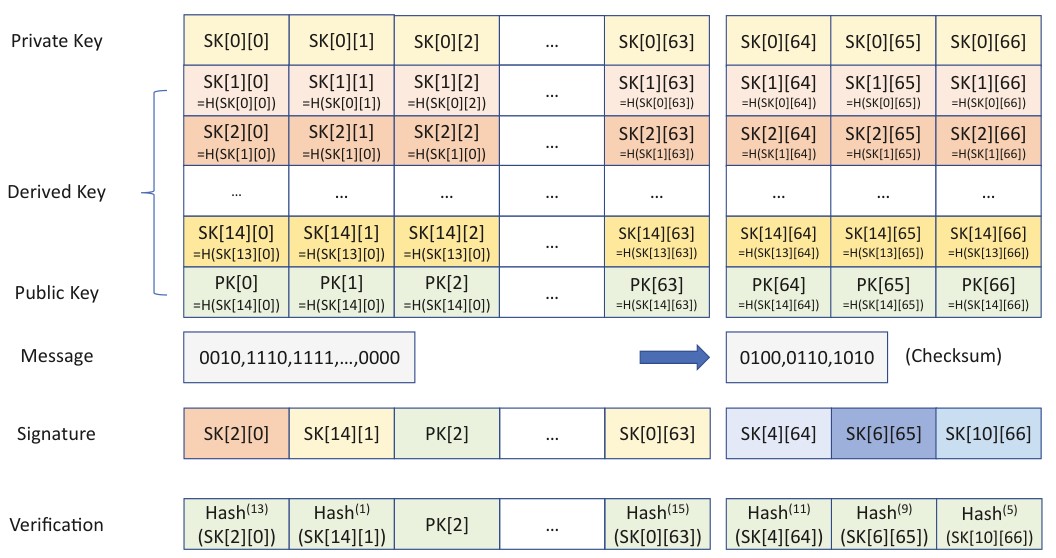 Private Key SK[0][0] SK[0][1] SK[0][2] ... SK[0][63] SK[0][64] SK[0][65] SK[0][66]
SK[1][0] SK[1][1] SK[1][2] ... SK[1][63] SK[1][64] SK[1][65] SK[1][66]
=H(SK[0][0]) =H(SK[0][1]) =H(SK[0][2]) =H(SK[0][63]) =H(SK[0][64]) =H(SK[0][65]) =H(SK[0][66])
SK[2][0] SK[2][1] SK[2][2] ... SK[2][63] SK[2][64] SK[2][65] SK[2][66]
=H(SK[1][0]) =H(SK[1][0]) =H(SK[1][0]) =H(SK[1][63]) =H(SK[1][64]) =H(SK[1][65]) =H(SK[1][66])
Derived Key ... ... ... ... ... ... ... ...
SK[14][0] SK[14][1] SK[14][2] ... SK[14][63] SK[14][64] SK[14][65] SK[14][66]
=H(SK[13][0]) =H(SK[13][0]) =H(SK[13][0]) =H(SK[13][63]) =H(SK[13][64]) =H(SK[13][65]) =H(SK[13][66])
Public Key PK[0] PK[1] PK[2] ... PK[63] PK[64] PK[65] PK[66]
=H(SK[14][0]) =H(SK[14][0]) =H(SK[14][0]) =H(SK[14][63]) =H(SK[14][64]) =H(SK[14][65]) =H(SK[14][66])
Message 0010,1110,1111,...,0000 0100,0110,1010 (Checksum)
Signature SK[2][0] SK[14][1] PK[2] ... SK[0][63] SK[4][64] SK[6][65] SK[10][66]
Verification Hash(13) Hash(1) PK[2] ... Hash(15) Hash(11) Hash(9) Hash(5)
(SK[2][0]) (SK[14][1]) (SK[0][63]) (SK[4][64]) (SK[6][65]) (SK[10][66])